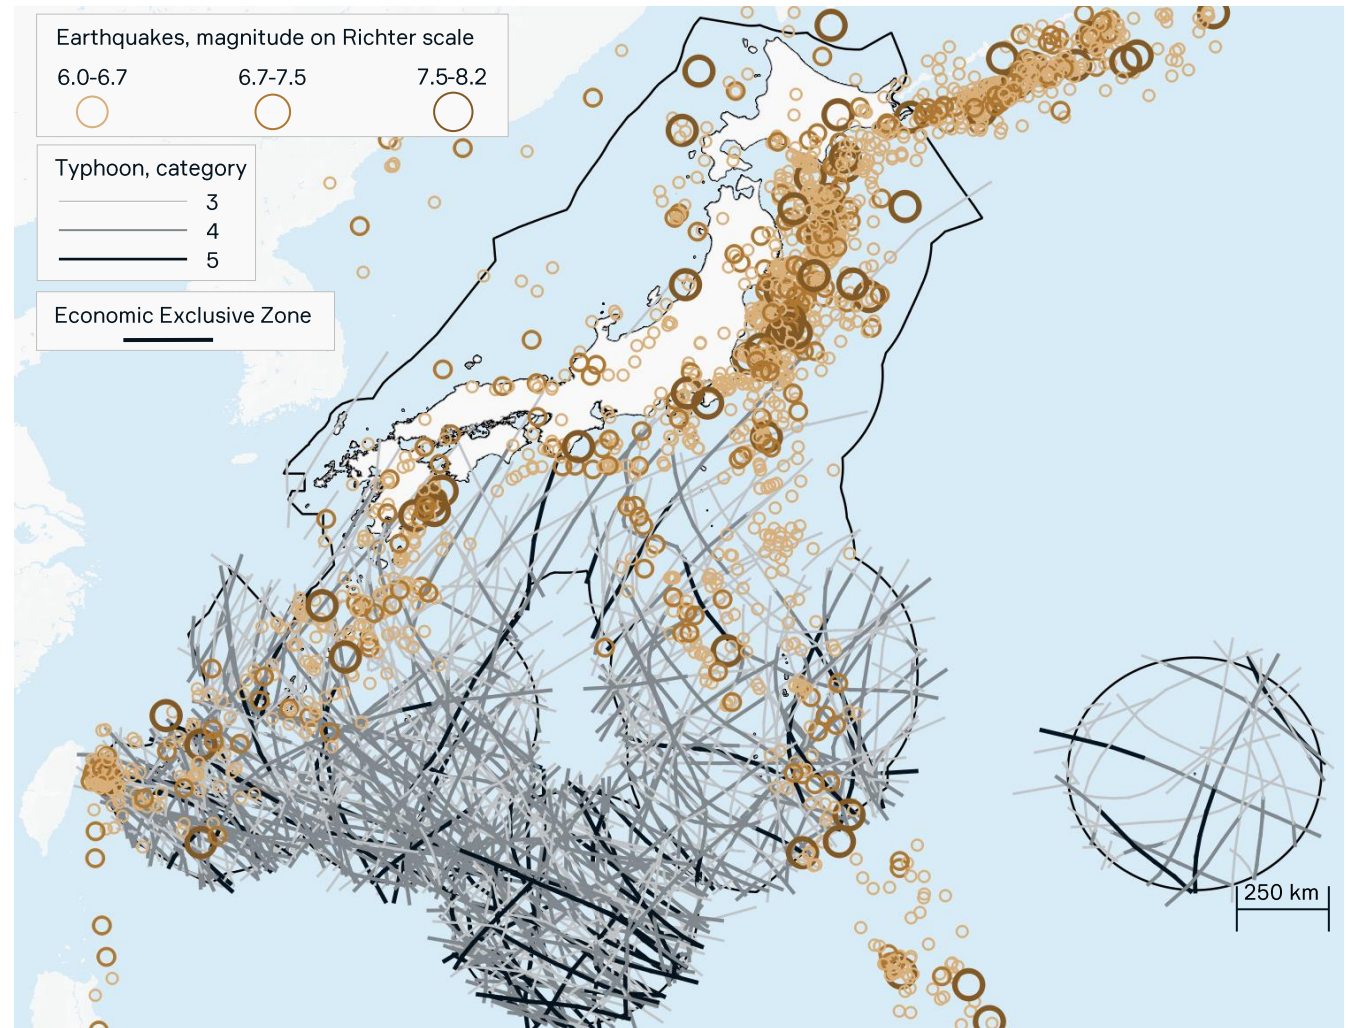 Earthquakes, magnitude on Richter scale
6.0-6.7 6.7-7.5 7.5-8.2
Typhoon, category
3
4
5
Economic Exclusive Zone
250 km